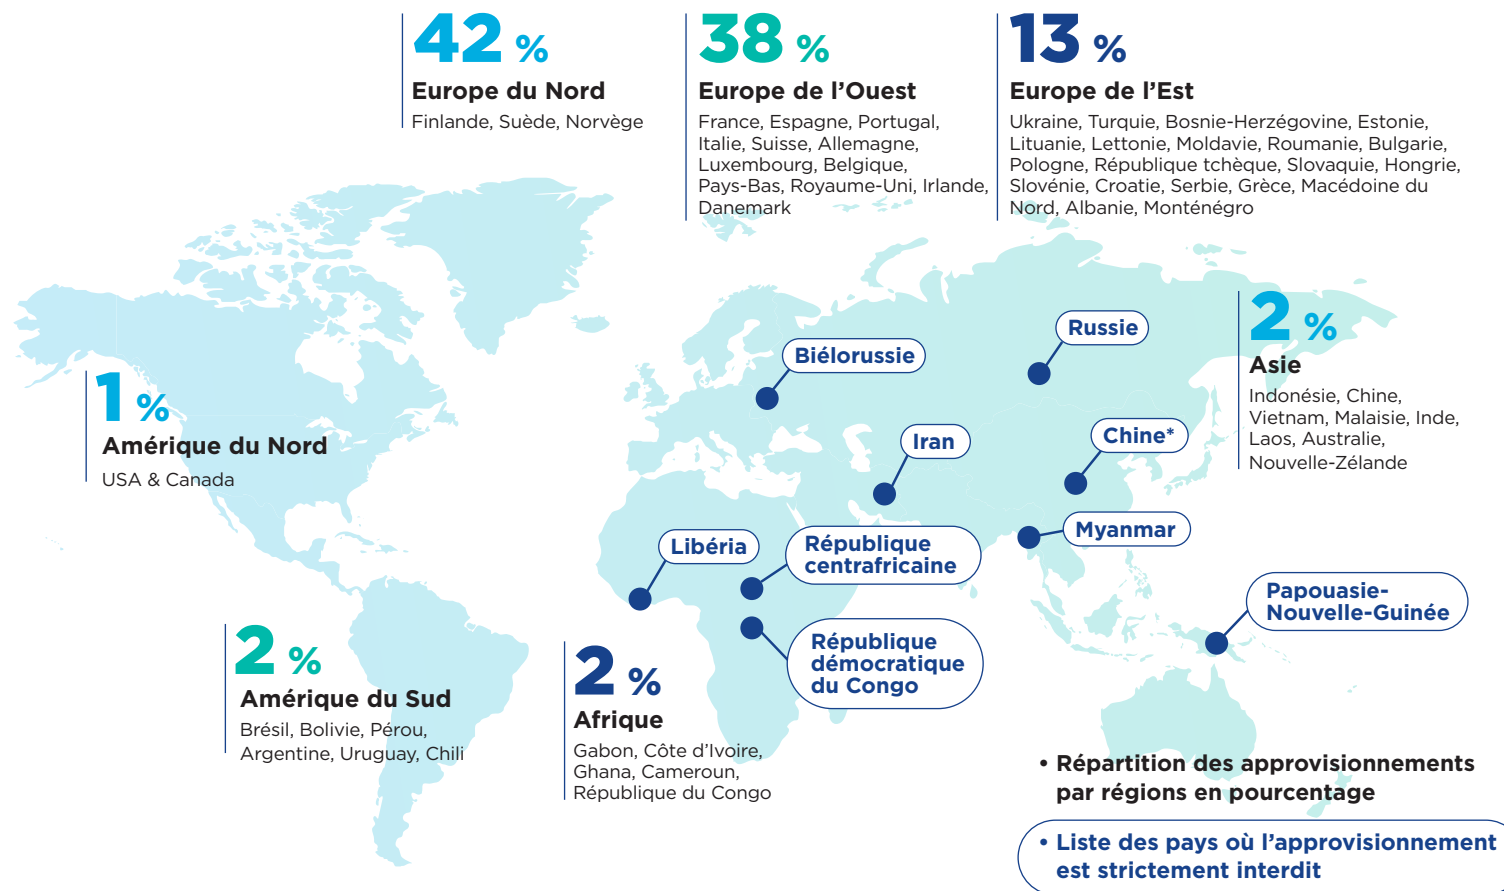 42 %
Europe du Nord
Finlande, Suède, Norvège
38 %
Europe de l’Ouest
France, Espagne, Portugal,
Italie, Suisse, Allemagne,
Luxembourg, Belgique,
Pays-Bas, Royaume-Uni, Irlande,
Danemark
13 %
Europe de l’Est
Ukraine, Turquie, Bosnie-Herzégovine, Estonie,
Lituanie, Lettonie, Moldavie, Roumanie, Bulgarie,
Pologne, République tchèque, Slovaquie, Hongrie,
Slovénie, Croatie, Serbie, Grèce, Macédoine du
Nord, Albanie, Monténégro
2 %
Asie
Indonésie, Chine,
Vietnam, Malaisie, Inde,
Laos, Australie,
Nouvelle-Zélande
Russie
Biélorussie
1 %
Amérique du Nord
USA & Canada
Iran
Chine*
Myanmar
Libéria
République
centrafricaine
Papouasie-
Nouvelle-Guinée
République
démocratique
du Congo
2 %
Amérique du Sud
Brésil, Bolivie, Pérou,
Argentine, Uruguay, Chili
2 %
Afrique
Gabon, Côte d’Ivoire,
Ghana, Cameroun,
République du Congo
• Répartition des approvisionnements
par régions en pourcentage
• Liste des pays où l’approvisionnement
est strictement interdit